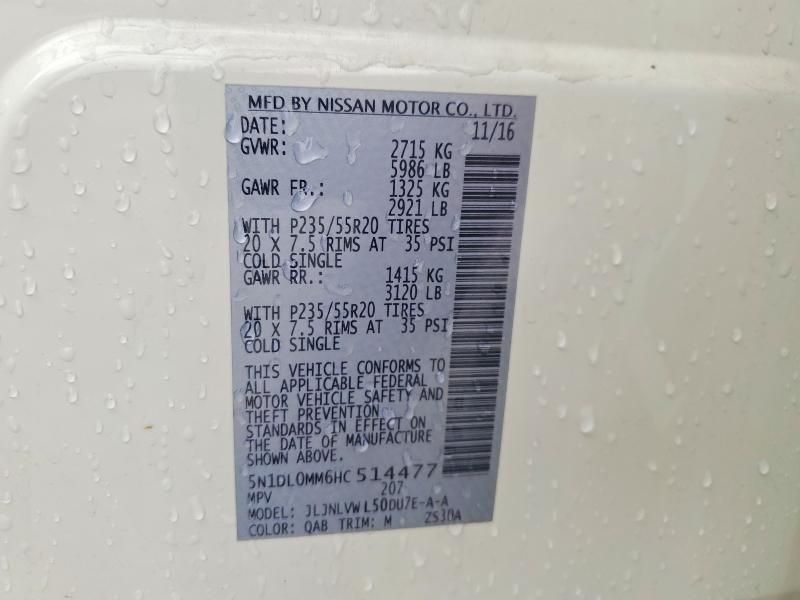 MFD BY NISSAN MOTOR CO., LTD.
DATE: 11/16
GVWR: 2715 KG
5986 LB
GAWR FR.: 1325 KG
2921 LB
WITH P235/55R20 TIRES
20 X 7.5 RIMS AT 35 PSI
COLD SINGLE
GAWR RR.: 1415 KG
3120 LB
WITH P235/55R20 TIRES
20 X 7.5 RIMS AT 35 PSI
COLD SINGLE
THIS VEHICLE CONFORMS TO
ALL APPLICABLE FEDERAL
MOTOR VEHICLE SAFETY AND
THEFT PREVENTION
STANDARDS IN EFFECT ON
THE DATE OF MANUFACTURE
SHOWN ABOVE.
5N1DL0MM6HC514477
MPV 207
MODEL: JLJNLVWL50DU7E-A-A
COLOR: QAB TRIM: M ZS30A